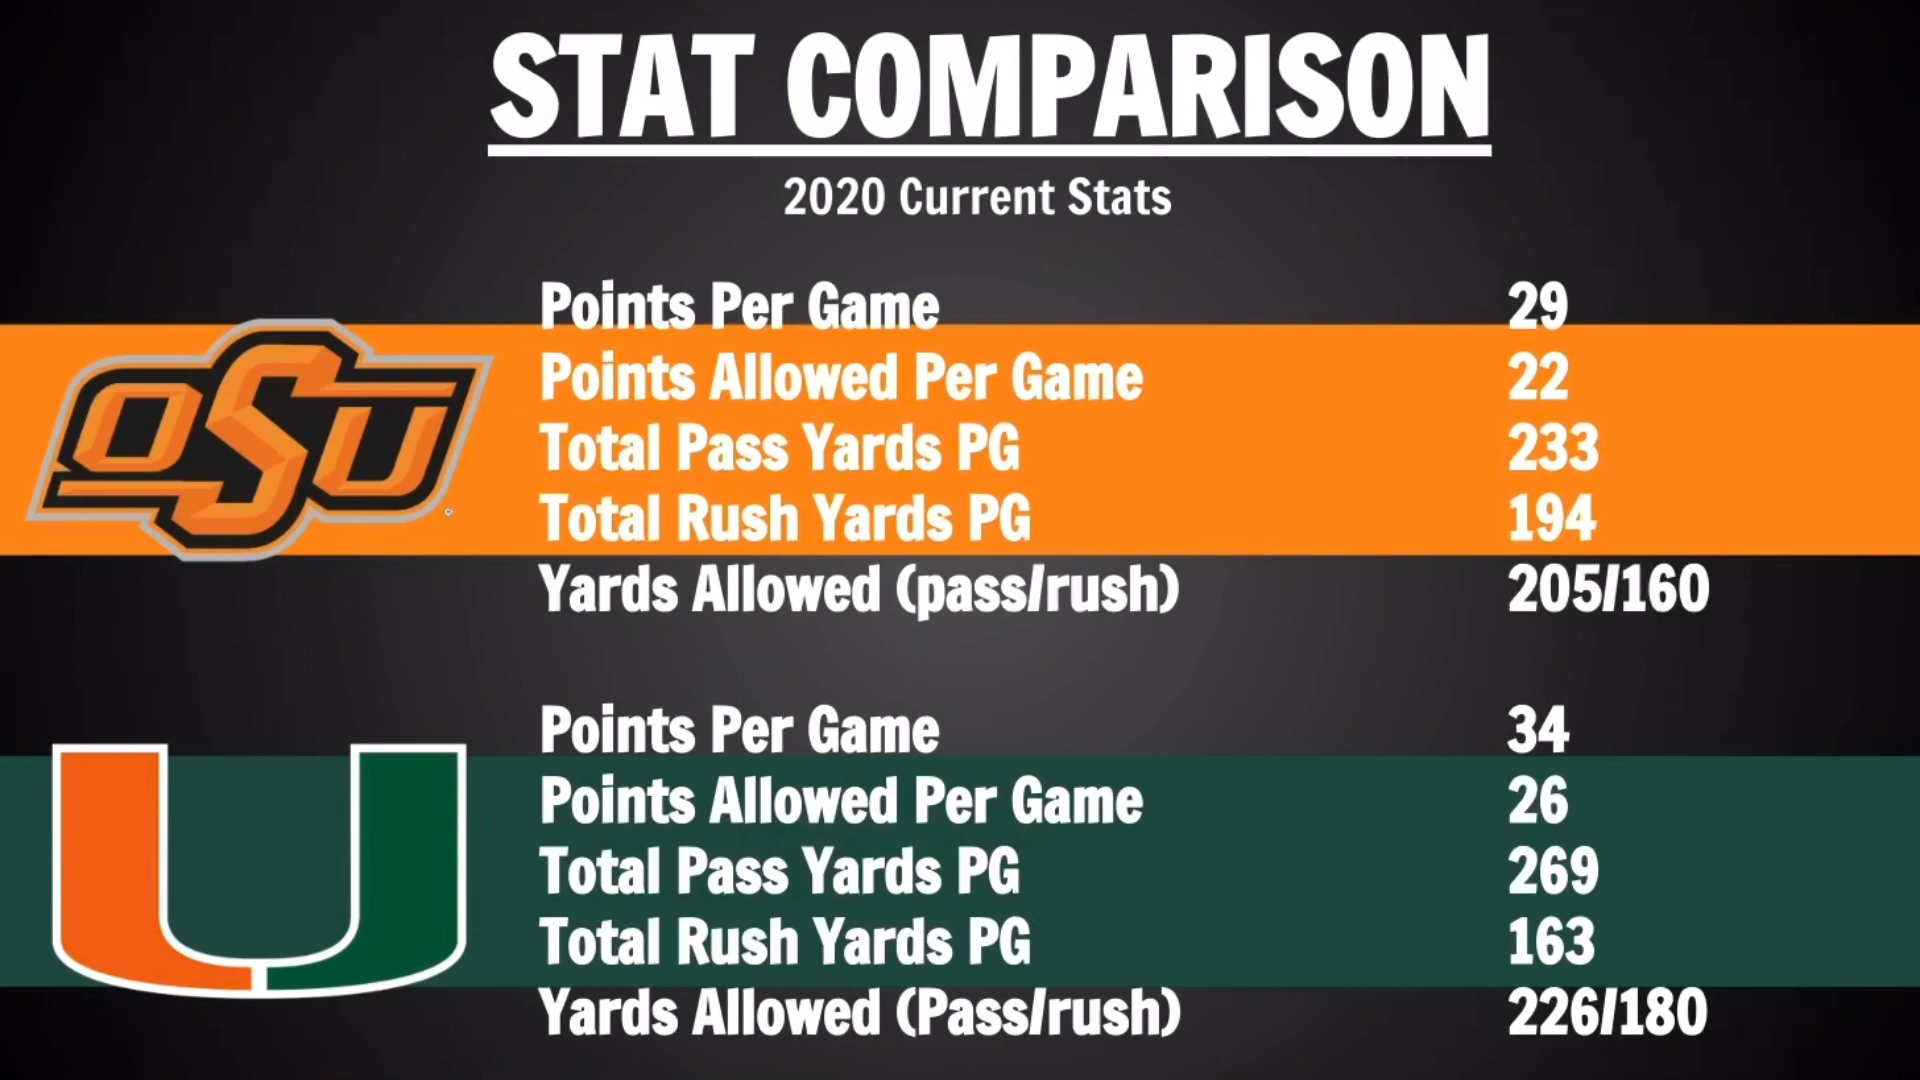 STAT COMPARISON
2020 Current Stats
Points Per Game 29
Points Allowed Per Game 22
Total Pass Yards PG 233
Total Rush Yards PG 194
Yards Allowed (pass/rush) 205/160
OSU
Points Per Game 34
Points Allowed Per Game 26
Total Pass Yards PG 269
Total Rush Yards PG 163
Yards Allowed (Pass/rush) 226/180
U